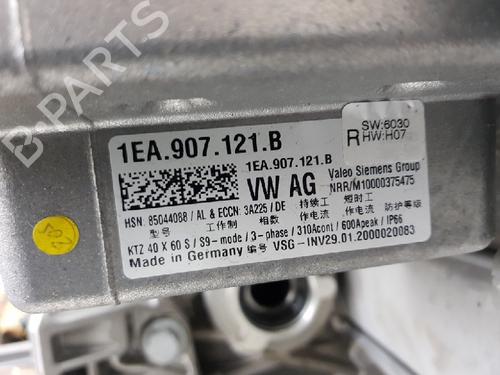 B-PARTS
SW:6030
R HW:H07
1EA.907.121.B
1EA.907.121.B
VW AG
Valeo Siemens Group
NRR/M10000375475
HSN: 85044088 / AL & ECCN: 3A225 / DE
持续工 短时工
型号 工作制 相数 作电流 作电流 防护等级
KTZ 40 X 60 S / S9-mode / 3-phase / 310Acont / 600Apeak / IP66
Made in Germany 编号 VSG-INV29.01.2000020083